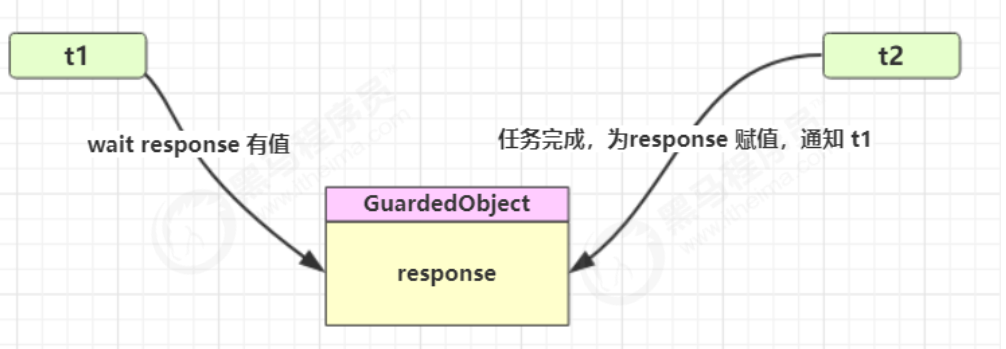 t1
t2
wait response 有值
任务完成，为response 赋值，通知 t1
GuardedObject
response
黑马程序员
www.itheima.com
黑马程序员
www.itheima.com